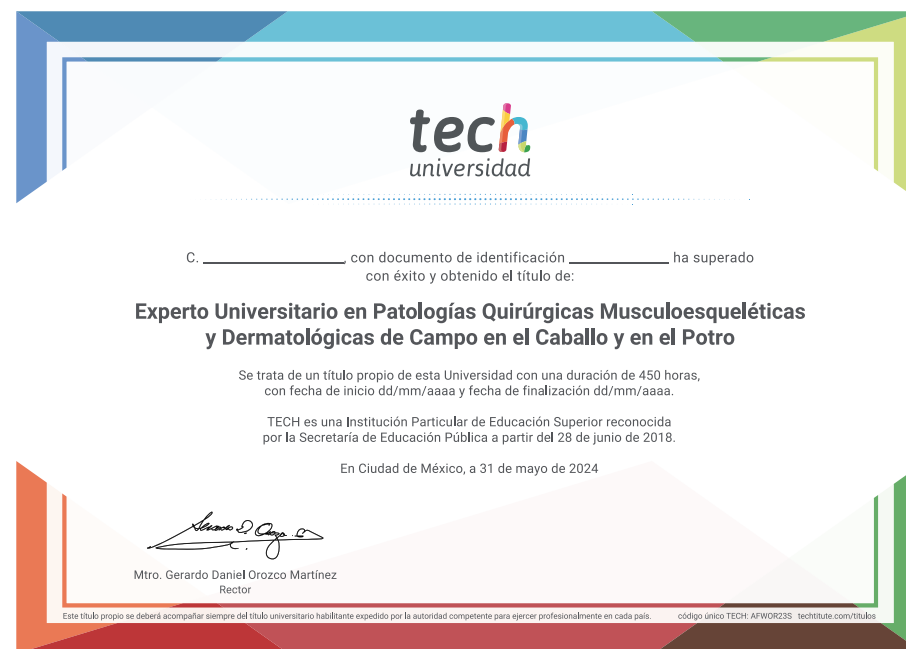 tech
universidad
C. ____________________, con documento de identificación ______________ ha superado
con éxito y obtenido el título de:
Experto Universitario en Patologías Quirúrgicas Musculoesqueléticas
y Dermatológicas de Campo en el Caballo y en el Potro
Se trata de un título propio de esta Universidad con una duración de 450 horas,
con fecha de inicio dd/mm/aaaa y fecha de finalización dd/mm/aaaa.
TECH es una Institución Particular de Educación Superior reconocida
por la Secretaría de Educación Pública a partir del 28 de junio de 2018.
En Ciudad de México, a 31 de mayo de 2024
Mtro. Gerardo Daniel Orozco Martínez
Rector
Este título propio se deberá acompañar siempre del título universitario habilitante expedido por la autoridad competente para ejercer profesionalmente en cada país. código único TECH: AFWOR23S techtitute.com/títulos